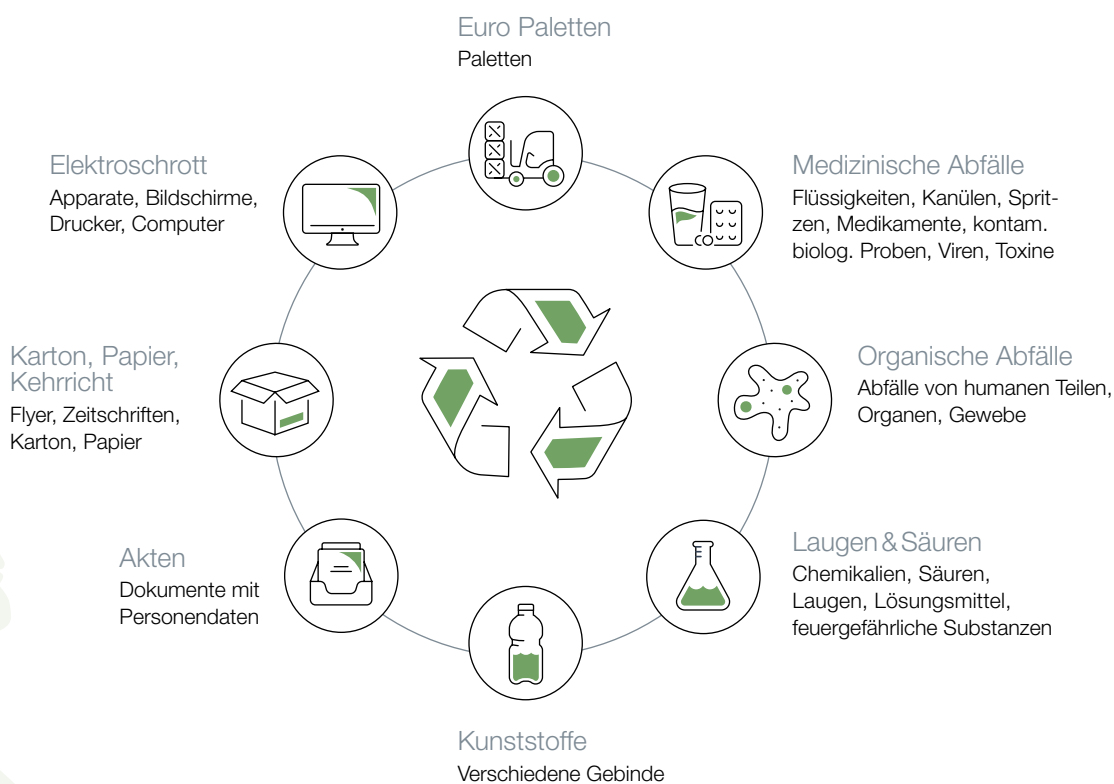 Euro Paletten
Paletten
Elektroschrott
Apparate, Bildschirme,
Drucker, Computer
Medizinische Abfälle
Flüssigkeiten, Kanülen, Sprit-
zen, Medikamente, kontam.
biolog. Proben, Viren, Toxine
Karton, Papier,
Kehrricht
Flyer, Zeitschriften,
Karton, Papier
Organische Abfälle
Abfälle von humanen Teilen,
Organen, Gewebe
Akten
Dokumente mit
Personendaten
Laugen & Säuren
Chemikalien, Säuren,
Laugen, Lösungsmittel,
feuergefährliche Substanzen
Kunststoffe
Verschiedene Gebinde